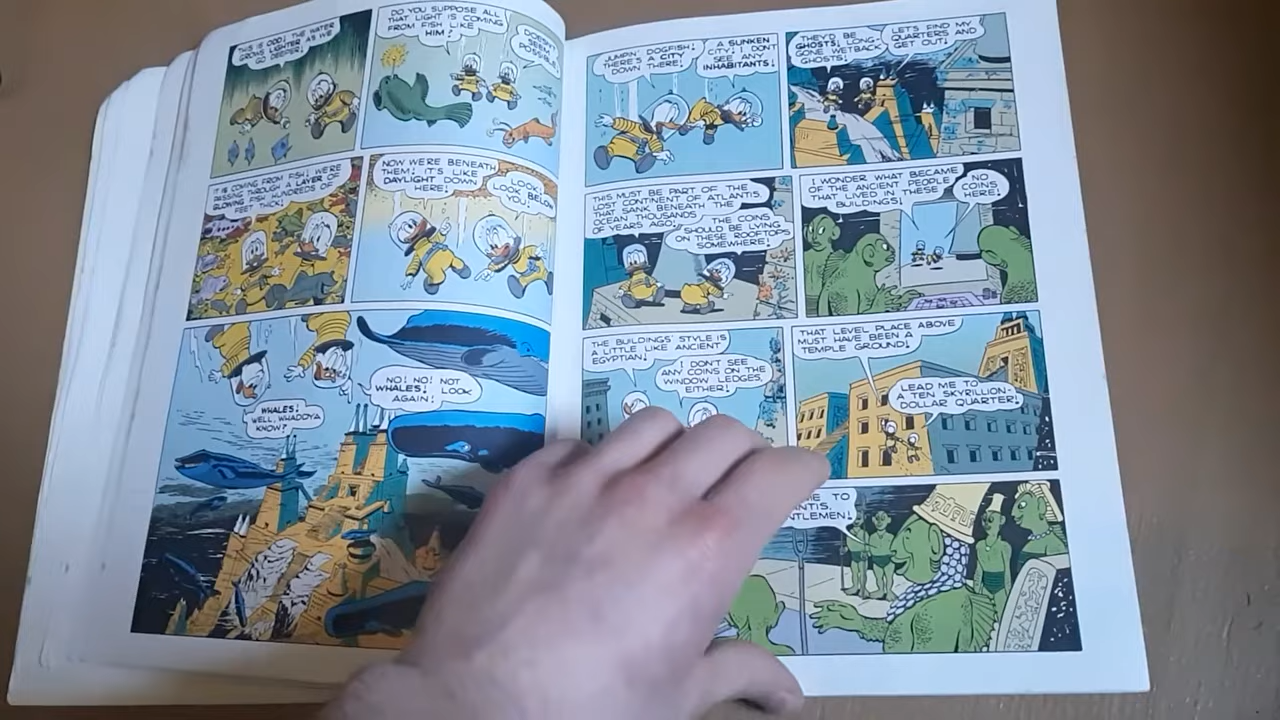 THIS IS ODD! THE WATER
GROWS LIGHTER AS WE
GO DEEPER!
DO YOU SUPPOSE ALL
THAT LIGHT IS COMING
FROM FISH LIKE
HIM?
DOESN'T
SEEM
POSSIBLE!
IT IS COMING FROM FISH! WE'RE
PASSING THROUGH A LAYER OF
GLOWING FISH HUNDREDS OF
FEET THICK!
NOW WE'RE BENEATH
THEM! IT'S LIKE
DAYLIGHT DOWN
HERE!
LOOK!
LOOK BELOW
YOU!
NO! NO! NOT
WHALES! LOOK
AGAIN!
WHALES!
WELL, WHADDYA
KNOW?
JUMPIN' DOGFISH!
THERE'S A CITY
DOWN THERE!
A SUNKEN
CITY! I DON'T
SEE ANY
INHABITANTS!
THEY'D BE
GHOSTS! LONG-
GONE WETBACK
GHOSTS!
LET'S FIND MY
QUARTERS AND
GET OUT!
THIS MUST BE PART OF THE
LOST CONTINENT OF ATLANTIS
THAT SANK BENEATH THE
OCEAN THOUSANDS
OF YEARS AGO!
THE COINS
SHOULD BE LYING
ON THESE ROOFTOPS
SOMEWHERE!
I WONDER WHAT BECAME
OF THE ANCIENT PEOPLE
THAT LIVED IN THESE
BUILDINGS!
NO
COINS
HERE!
THE BUILDINGS' STYLE IS
A LITTLE LIKE ANCIENT
EGYPTIAN!
I DON'T SEE
ANY COINS ON THE
WINDOW LEDGES,
EITHER!
THAT LEVEL PLACE ABOVE
MUST HAVE BEEN A
TEMPLE GROUND!
LEAD ME TO
A TEN SKYRILLION-
DOLLAR QUARTER!
TO